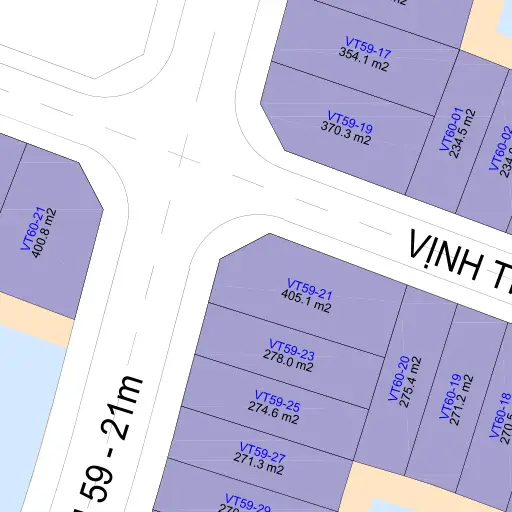 VT59-17
354.1 m2
VT59-19
370.3 m2
VT60-01
234.5 m2
VT60-02
VT60-21
400.8 m2
VỊNH
VT59-21
405.1 m2
VT59-23
278.0 m2
VT59-25
274.6 m2
VT59-27
271.3 m2
VT59-29
VT60-20
275.4 m2
VT60-19
271.2 m2
VT60-18
59 - 21m